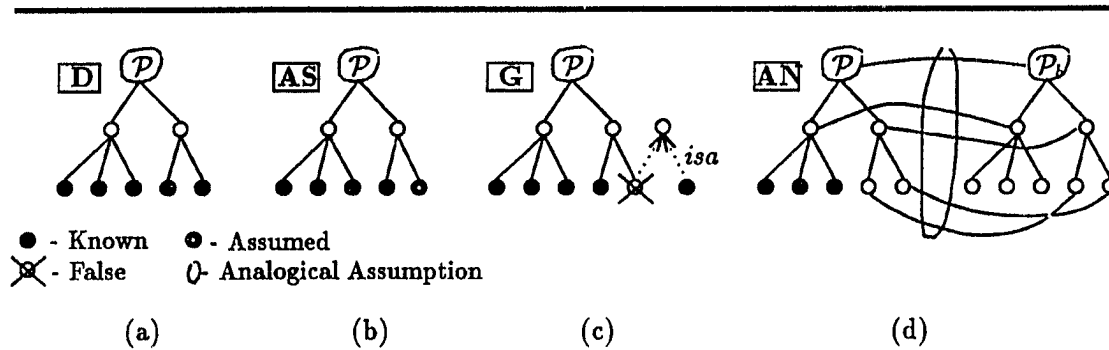 D P AS P G P AN P P_b
isa
- Known - Assumed
- False - Analogical Assumption
(a) (b) (c) (d)